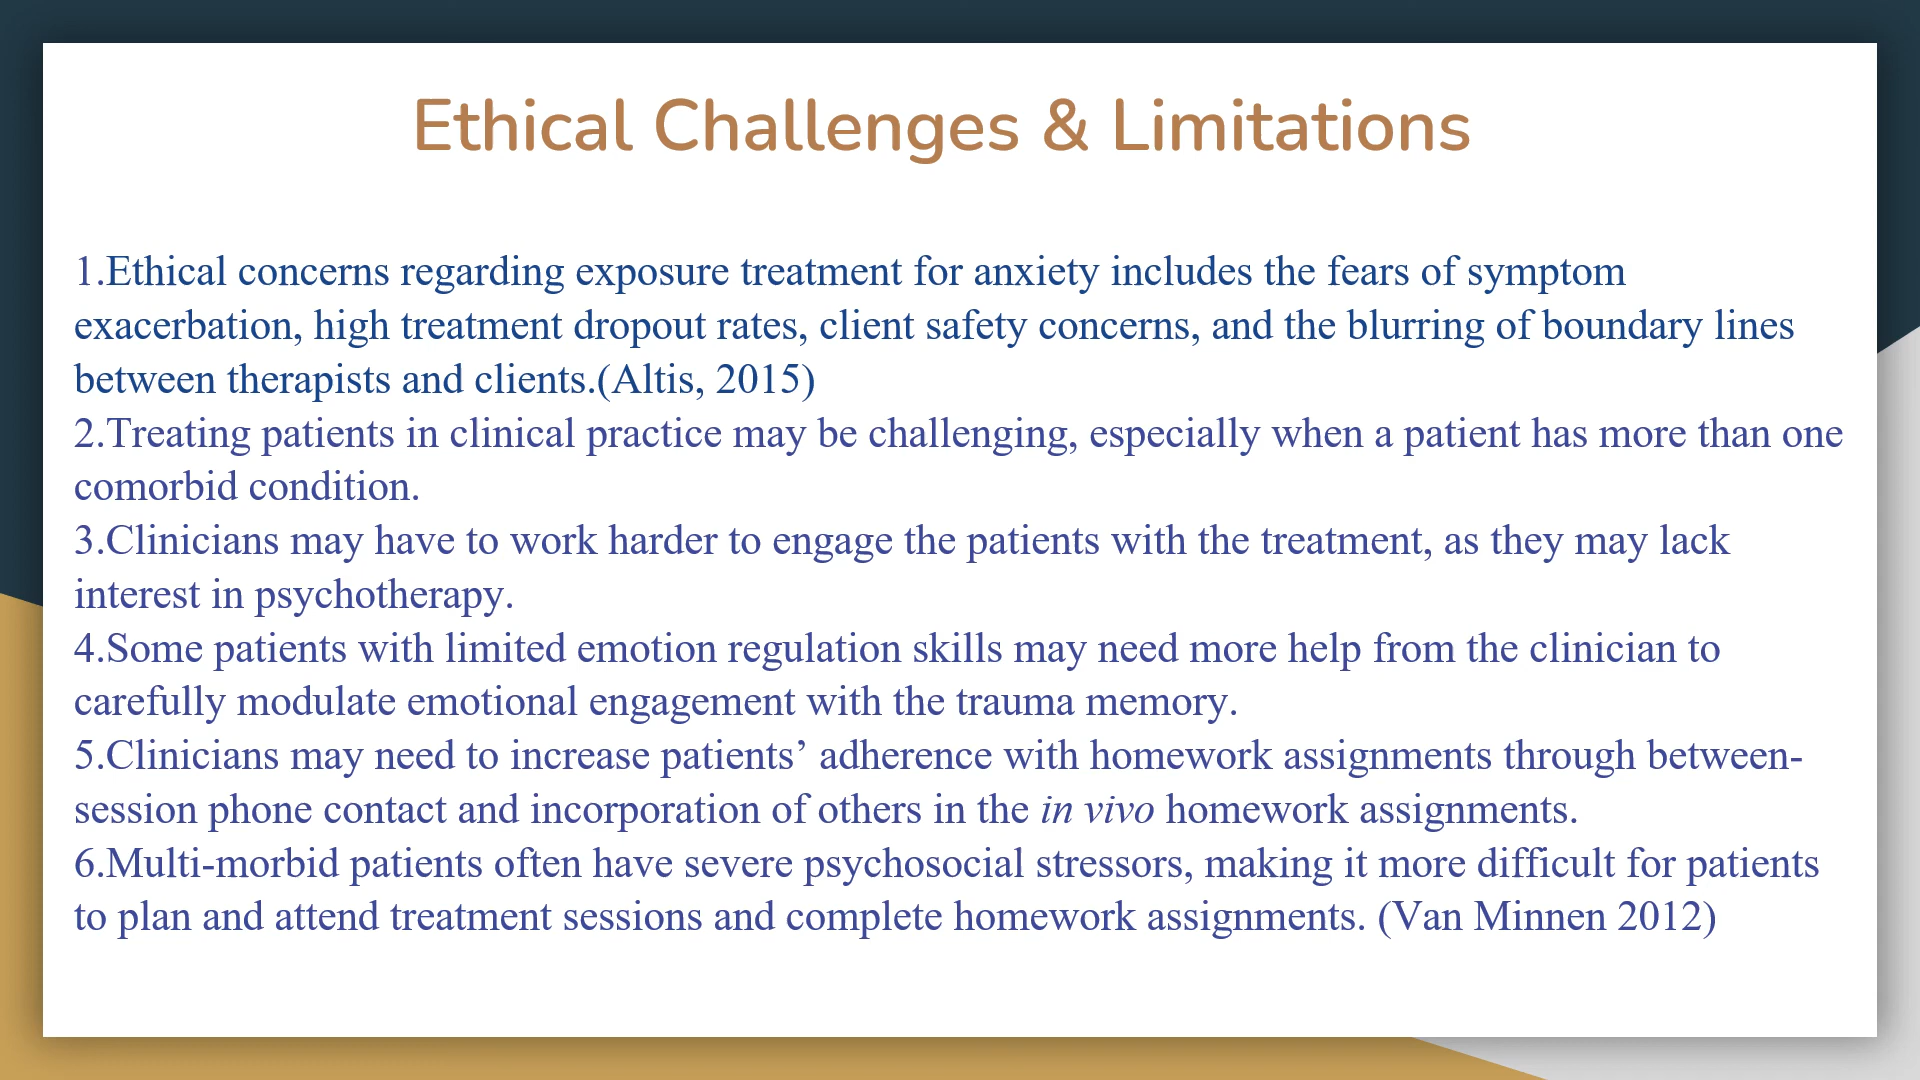 Ethical Challenges & Limitations
1.Ethical concerns regarding exposure treatment for anxiety includes the fears of symptom
exacerbation, high treatment dropout rates, client safety concerns, and the blurring of boundary lines
between therapists and clients.(Altis, 2015)
2.Treating patients in clinical practice may be challenging, especially when a patient has more than one
comorbid condition.
3.Clinicians may have to work harder to engage the patients with the treatment, as they may lack
interest in psychotherapy.
4.Some patients with limited emotion regulation skills may need more help from the clinician to
carefully modulate emotional engagement with the trauma memory.
5.Clinicians may need to increase patients’ adherence with homework assignments through between-
session phone contact and incorporation of others in the in vivo homework assignments.
6.Multi-morbid patients often have severe psychosocial stressors, making it more difficult for patients
to plan and attend treatment sessions and complete homework assignments. (Van Minnen 2012)